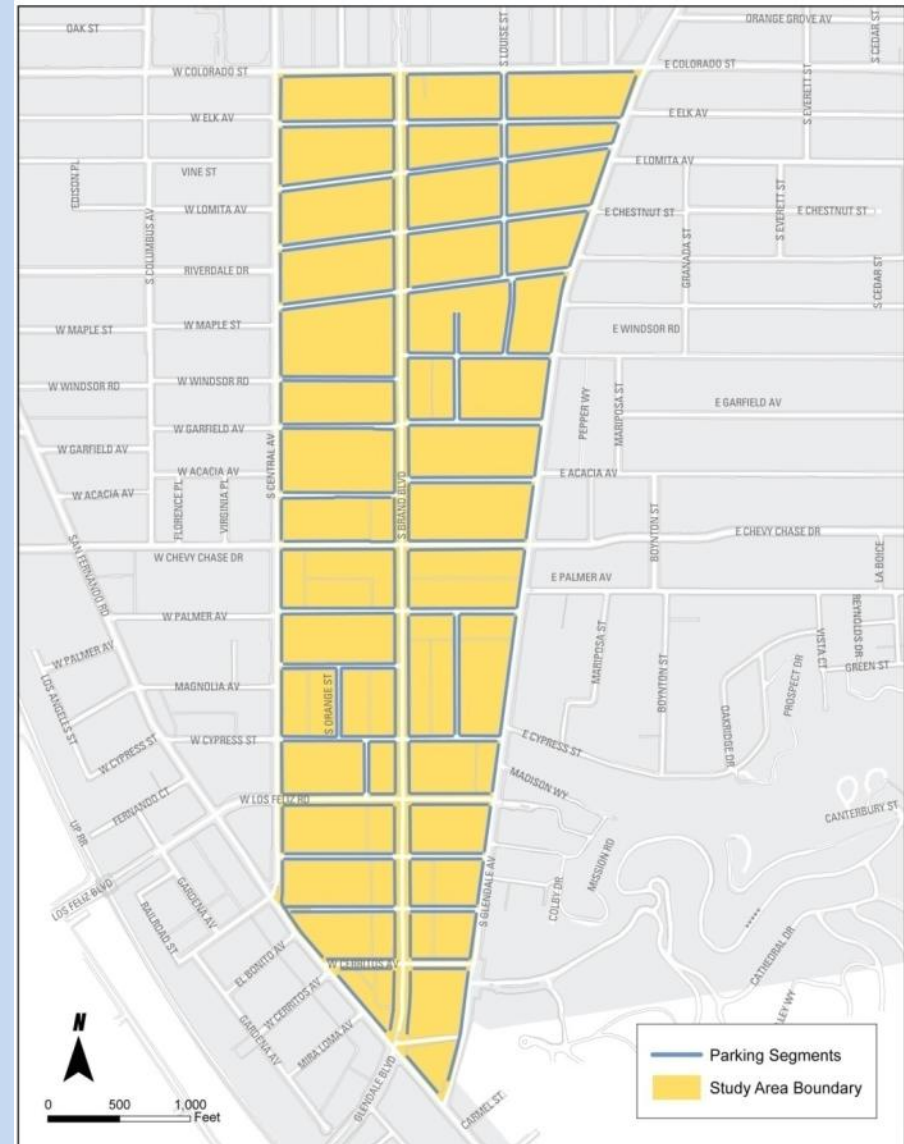 ORANGE GROVE AV
OAK ST
S LOUISE ST
S CEDAR ST
W COLORADO ST
E COLORADO ST
W ELK AV
E ELK AV
S EVERETT ST
EDISON PL
VINE ST
E LOMITA AV
S COLUMBUS AV
W LOMITA AV
E CHESTNUT ST
E CHESTNUT ST
S EVERETT ST
GRANADA ST
RIVERDALE DR
S CEDAR ST
W MAPLE ST
W MAPLE ST
E WINDSOR RD
W WINDSOR RD
W WINDSOR RD
PEPPER WY
MARIPOSA ST
E GARFIELD AV
W GARFIELD AV
W GARFIELD AV
S CENTRAL AV
W ACACIA AV
E ACACIA AV
W ACACIA AV
FLORENCE PL
VIRGINIA PL
S BRAND BLVD
BOYNTON ST
E CHEVY CHASE DR
W CHEVY CHASE DR
SAN FERNANDO RD
E PALMER AV
LA BOICE
W PALMER AV
MARIPOSA ST
REYNOLDS DR
VISTA CT
W PALMER AV
GREEN ST
PROSPECT DR
MAGNOLIA AV
S ORANGE ST
BOYNTON ST
LOS ANGELES ST
OAKRIDGE DR
W CYPRESS ST
E CYPRESS ST
W CYPRESS ST
MADISON WY
W LOS FELIZ RD
FERNANDO CT
CANTERBURY ST
UP RR
S GLENDALE AV
COLBY DR
MISSION RD
LOS FELIZ BLVD
GARDENA AV
RAILROAD ST
EL BONITO AV
W CERRITOS AV
CATHEDRAL DR
W CERRITOS AV
GARDENA AV
MIRA LOMA AV
LEY WY
GLENDALE BLVD
CARMEL ST
N
0 500 1,000
Feet
Parking Segments
Study Area Boundary